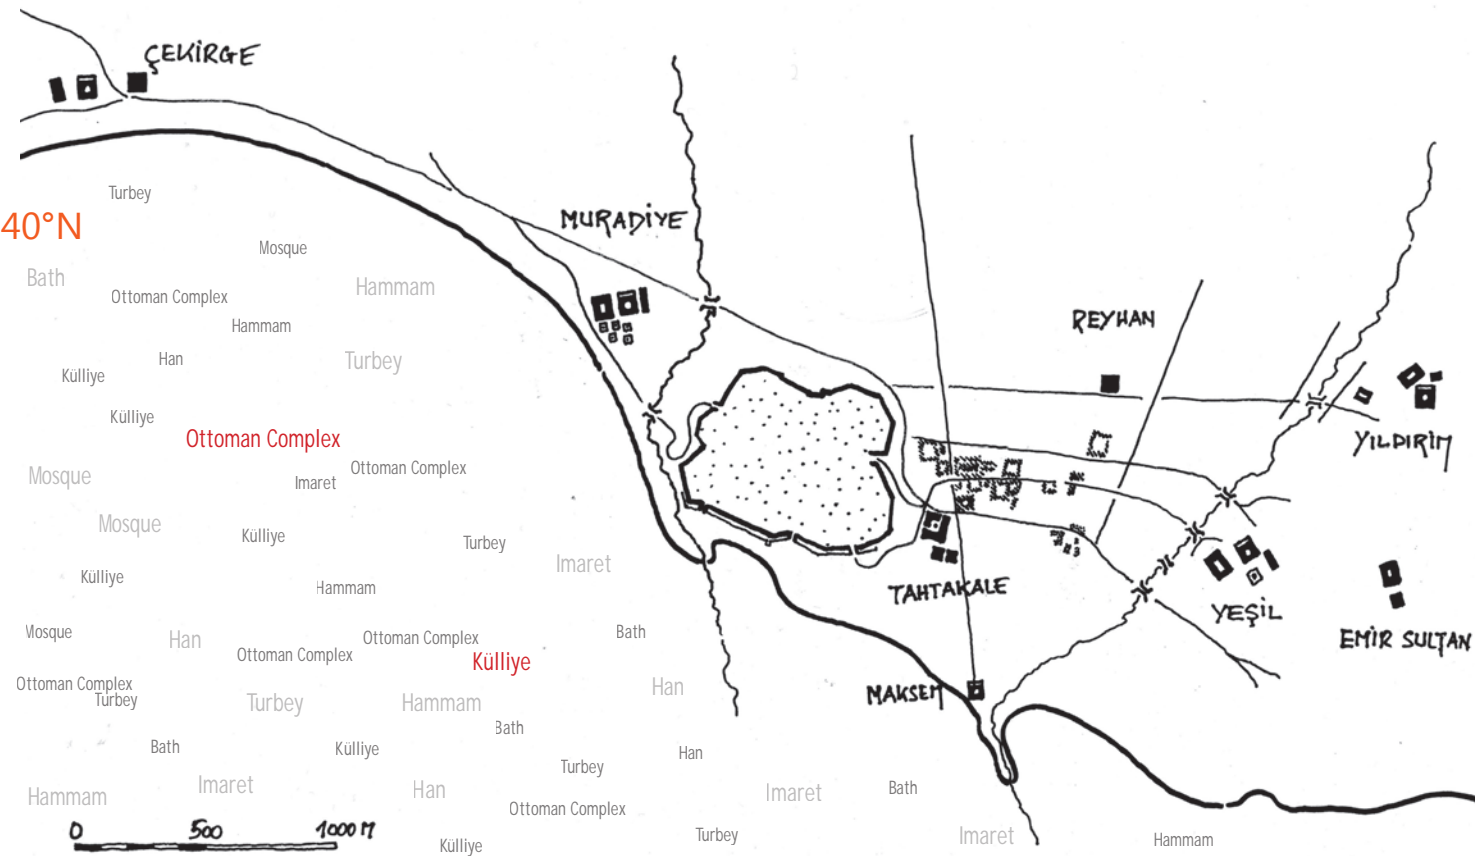 ÇEKİRGE
Turbey
MURADİYE
40°N
Mosque
Bath
Hammam
Ottoman Complex
REYHAN
Hammam
Han
Turbey
Külliye
Külliye
Ottoman Complex
YILDIRIM
Ottoman Complex
Mosque
Imaret
Mosque
Külliye
Turbey
Imaret
Külliye
Hammam
TAHTAKALE
YEŞİL
Mosque
Han
Ottoman Complex
Bath
EMİR SULTAN
Ottoman Complex
Külliye
Ottoman Complex
Han
MAKSEM
Turbey
Turbey
Hammam
Bath
Bath
Külliye
Han
Turbey
Imaret
Han
Imaret
Bath
Hammam
Ottoman Complex
0 500 1000 M
Turbey
Imaret
Hammam
Külliye